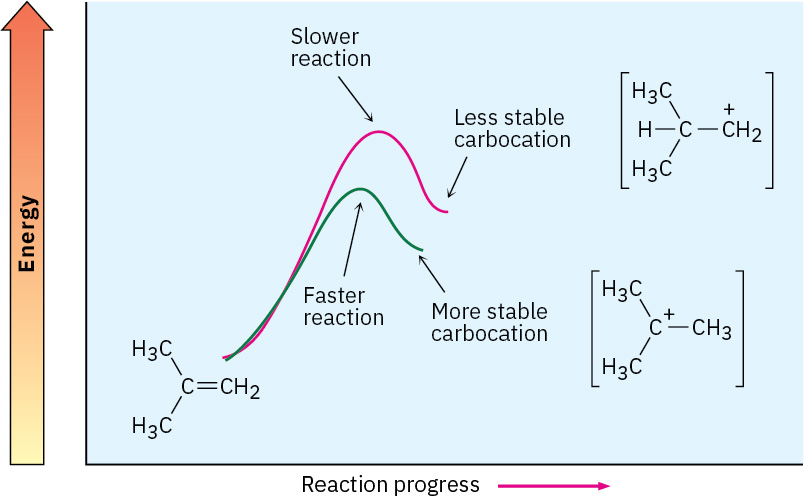 Energy
Slower
reaction
Less stable
carbocation
H₃C
H—C—CH₂
+
H₃C
Faster
reaction
More stable
carbocation
H₃C
C—CH₃
+
H₃C
H₃C
C=CH₂
H₃C
Reaction progress